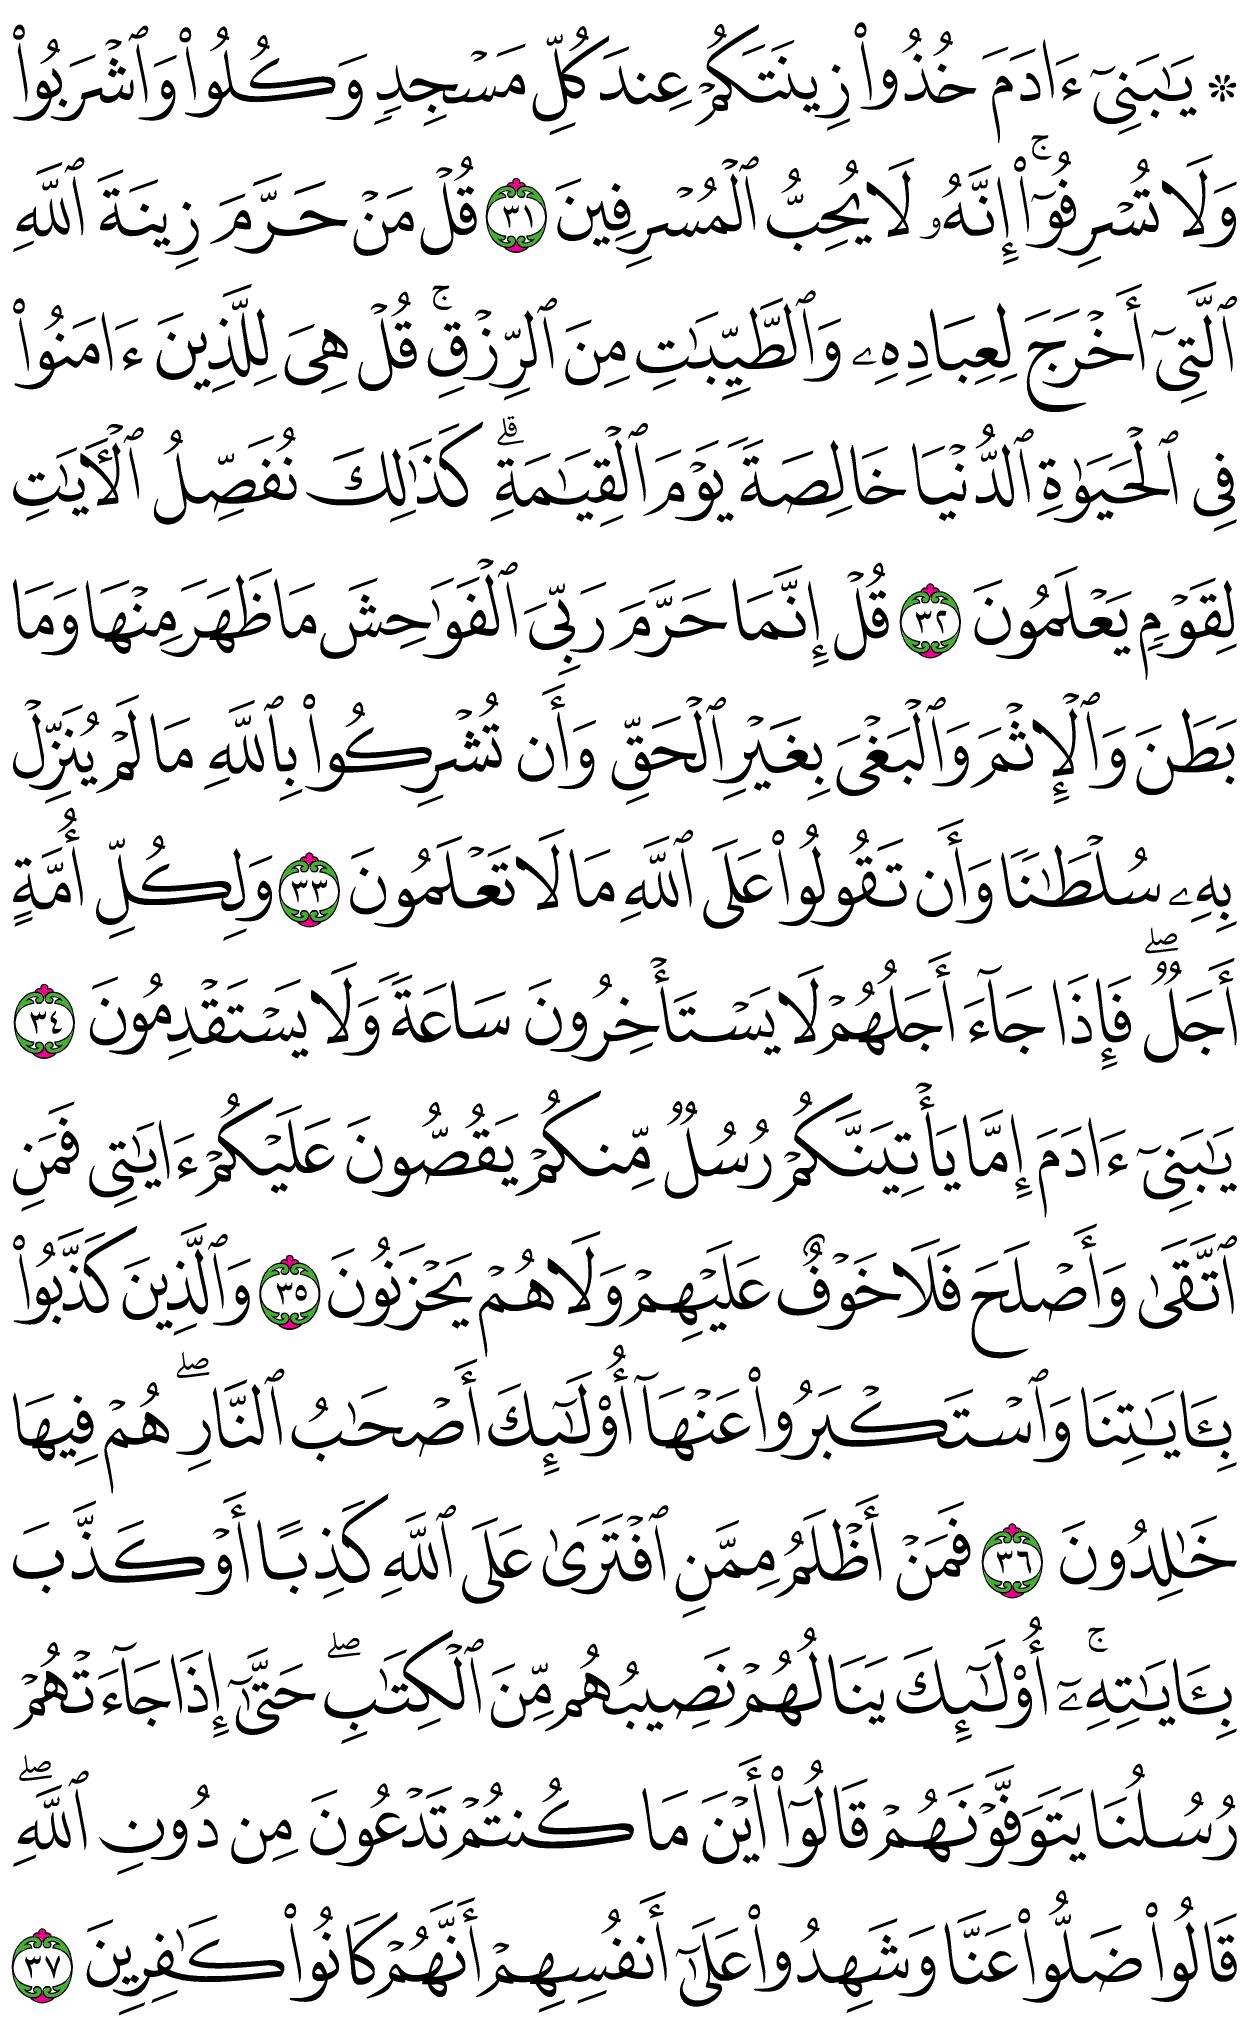 ۞ يَٰبَنِيٓ ءَادَمَ خُذُواْ زِينَتَكُمۡ عِندَ كُلِّ مَسۡجِدٖ وَكُلُواْ وَٱشۡرَبُواْ
وَلَا تُسۡرِفُوٓاْۚ إِنَّهُۥ لَا يُحِبُّ ٱلۡمُسۡرِفِينَ ٣١ قُلۡ مَنۡ حَرَّمَ زِينَةَ ٱللَّهِ
ٱلَّتِيٓ أَخۡرَجَ لِعِبَادِهِۦ وَٱلطَّيِّبَٰتِ مِنَ ٱلرِّزۡقِۚ قُلۡ هِيَ لِلَّذِينَ ءَامَنُواْ
فِي ٱلۡحَيَوٰةِ ٱلدُّنۡيَا خَالِصَةٗ يَوۡمَ ٱلۡقِيَٰمَةِۗ كَذَٰلِكَ نُفَصِّلُ ٱلۡأٓيَٰتِ
لِقَوۡمٖ يَعۡلَمُونَ ٣٢ قُلۡ إِنَّمَا حَرَّمَ رَبِّيَ ٱلۡفَوَٰحِشَ مَا ظَهَرَ مِنۡهَا وَمَا
بَطَنَ وَٱلۡإِثۡمَ وَٱلۡبَغۡيَ بِغَيۡرِ ٱلۡحَقِّ وَأَن تُشۡرِكُواْ بِٱللَّهِ مَا لَمۡ يُنَزِّلۡ
بِهِۦ سُلۡطَٰنٗا وَأَن تَقُولُواْ عَلَى ٱللَّهِ مَا لَا تَعۡلَمُونَ ٣٣ وَلِكُلِّ أُمَّةٍ
أَجَلٞۖ فَإِذَا جَآءَ أَجَلُهُمۡ لَا يَسۡتَأۡخِرُونَ سَاعَةٗ وَلَا يَسۡتَقۡدِمُونَ ٣٤
يَٰبَنِيٓ ءَادَمَ إِمَّا يَأۡتِيَنَّكُمۡ رُسُلٞ مِّنكُمۡ يَقُصُّونَ عَلَيۡكُمۡ ءَايَٰتِي فَمَنِ
ٱتَّقَىٰ وَأَصۡلَحَ فَلَا خَوۡفٌ عَلَيۡهِمۡ وَلَا هُمۡ يَحۡزَنُونَ ٣٥ وَٱلَّذِينَ كَذَّبُواْ
بِـَٔايَٰتِنَا وَٱسۡتَكۡبَرُواْ عَنۡهَآ أُوْلَٰٓئِكَ أَصۡحَٰبُ ٱلنَّارِۖ هُمۡ فِيهَا
خَٰلِدُونَ ٣٦ فَمَنۡ أَظۡلَمُ مِمَّنِ ٱفۡتَرَىٰ عَلَى ٱللَّهِ كَذِبًا أَوۡ كَذَّبَ
بِـَٔايَٰتِهِۦٓۚ أُوْلَٰٓئِكَ يَنَالُهُمۡ نَصِيبُهُم مِّنَ ٱلۡكِتَٰبِۖ حَتَّىٰٓ إِذَا جَآءَتۡهُمۡ
رُسُلُنَا يَتَوَفَّوۡنَهُمۡ قَالُوٓاْ أَيۡنَ مَا كُنتُمۡ تَدۡعُونَ مِن دُونِ ٱللَّهِۖ
قَالُواْ ضَلُّواْ عَنَّا وَشَهِدُواْ عَلَىٰٓ أَنفُسِهِمۡ أَنَّهُمۡ كَانُواْ كَٰفِرِينَ ٣٧